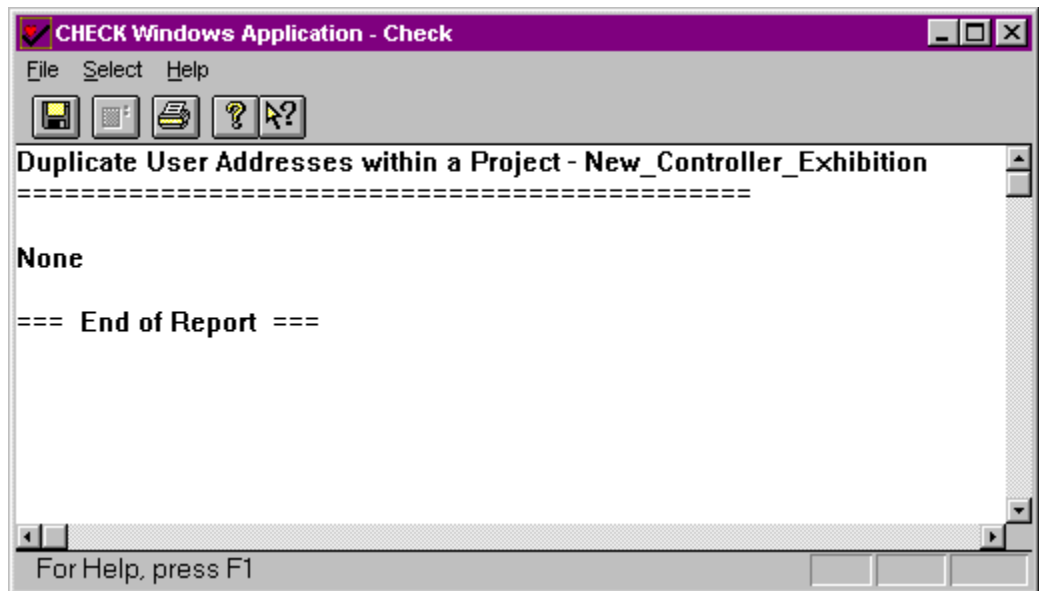 CHECK Windows Application - Check
File Select Help
Duplicate User Addresses within a Project - New_Controller_Exhibition
==============================================
None
=== End of Report ===
For Help, press F1